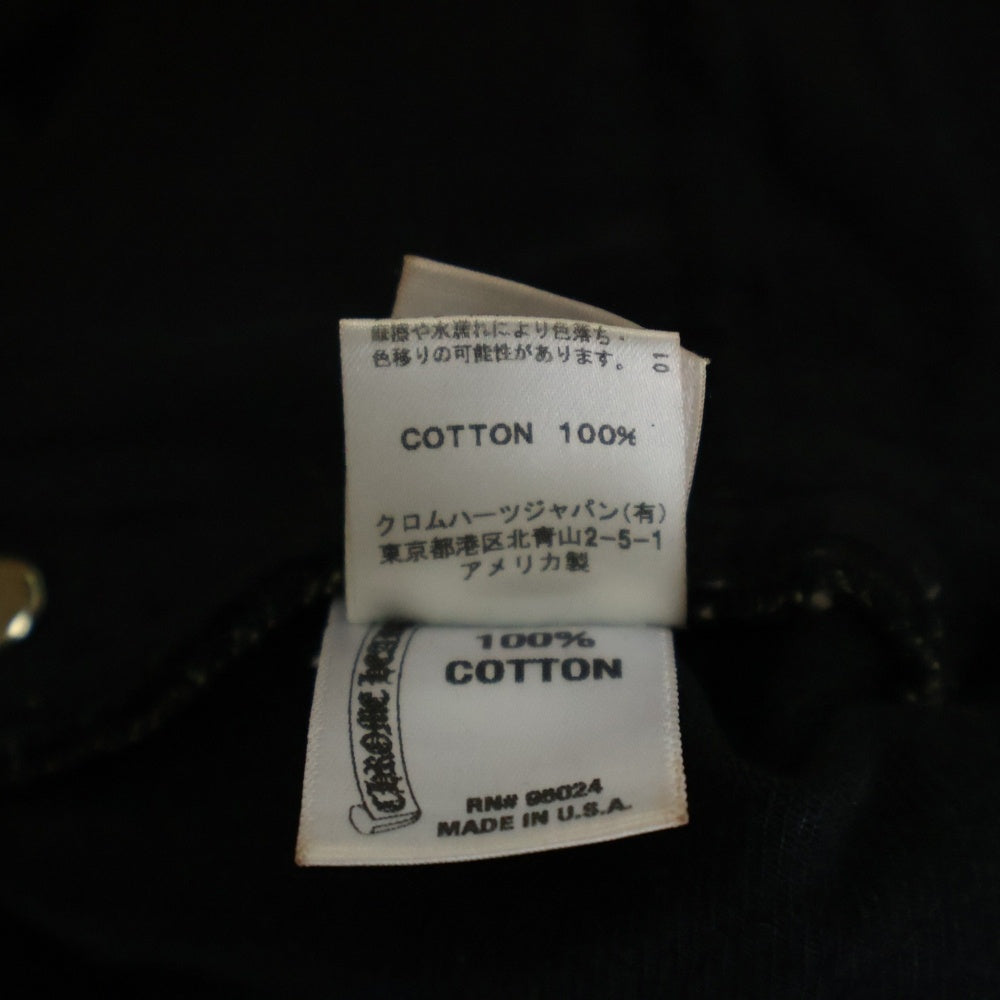 摩擦や水濡れにより色落ち・
色移りの可能性があります。
01
COTTON 100%
クロムハーツジャパン(有)
東京都港区北青山2-5-1
アメリカ製
100%
COTTON
CHROME
RN# 96024
MADE IN U.S.A.